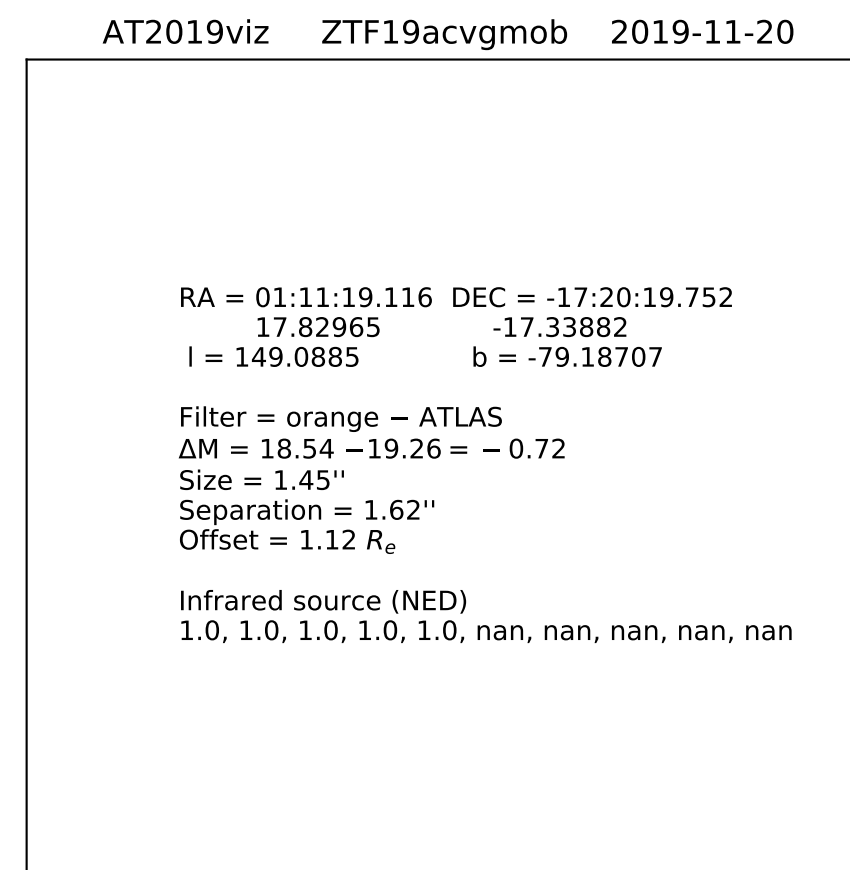 AT2019viz ZTF19acvgmob 2019-11-20
RA = 01:11:19.116 DEC = -17:20:19.752
17.82965 -17.33882
l = 149.0885 b = -79.18707
Filter = orange − ATLAS
ΔM = 18.54 −19.26 = − 0.72
Size = 1.45''
Separation = 1.62''
Offset = 1.12 Rₑ
Infrared source (NED)
1.0, 1.0, 1.0, 1.0, 1.0, nan, nan, nan, nan, nan